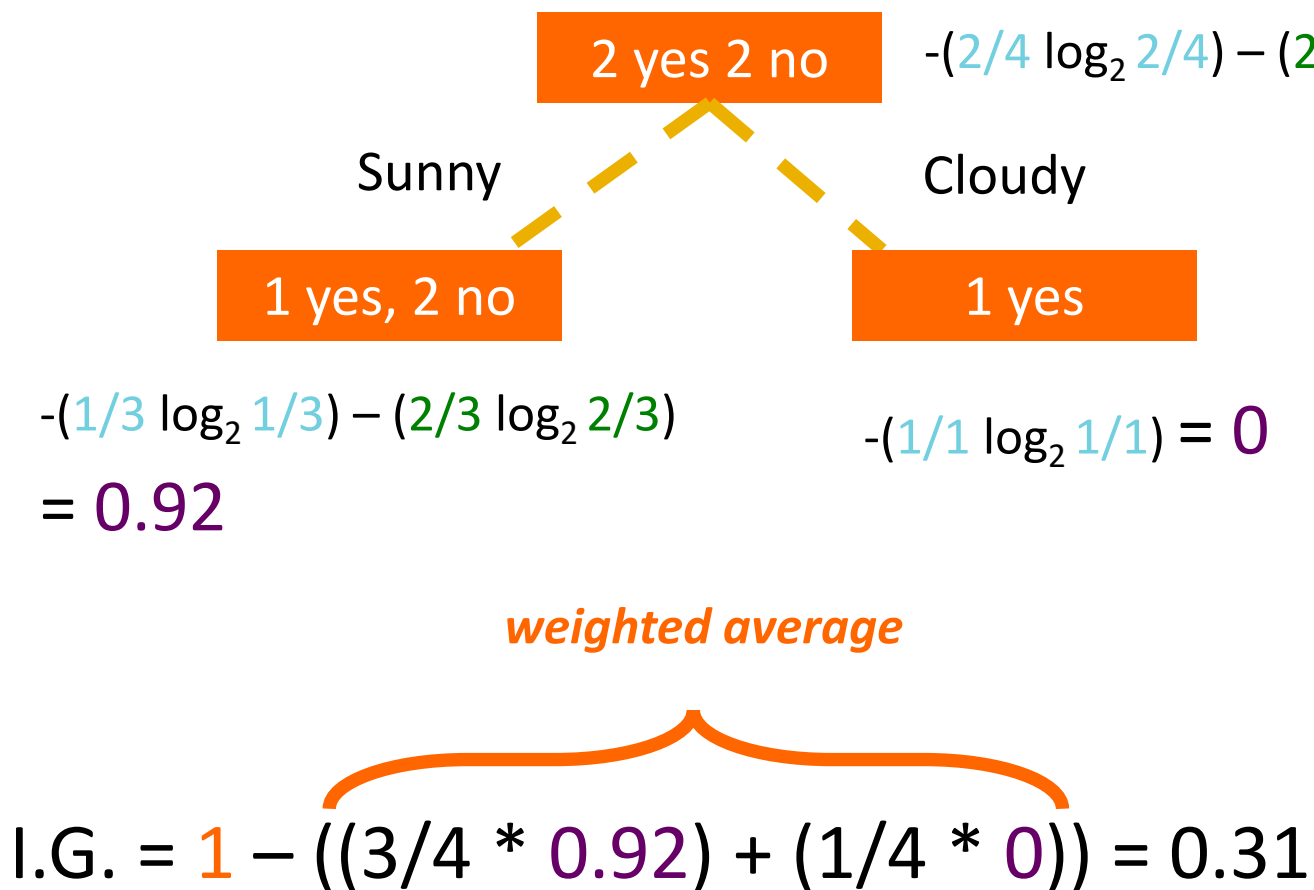 2 yes 2 no
-(2/4 log₂ 2/4) – (2
Sunny
Cloudy
1 yes, 2 no
1 yes
-(1/3 log₂ 1/3) – (2/3 log₂ 2/3)
= 0.92
-(1/1 log₂ 1/1) = 0
weighted average
I.G. = 1 – ((3/4 * 0.92) + (1/4 * 0)) = 0.31